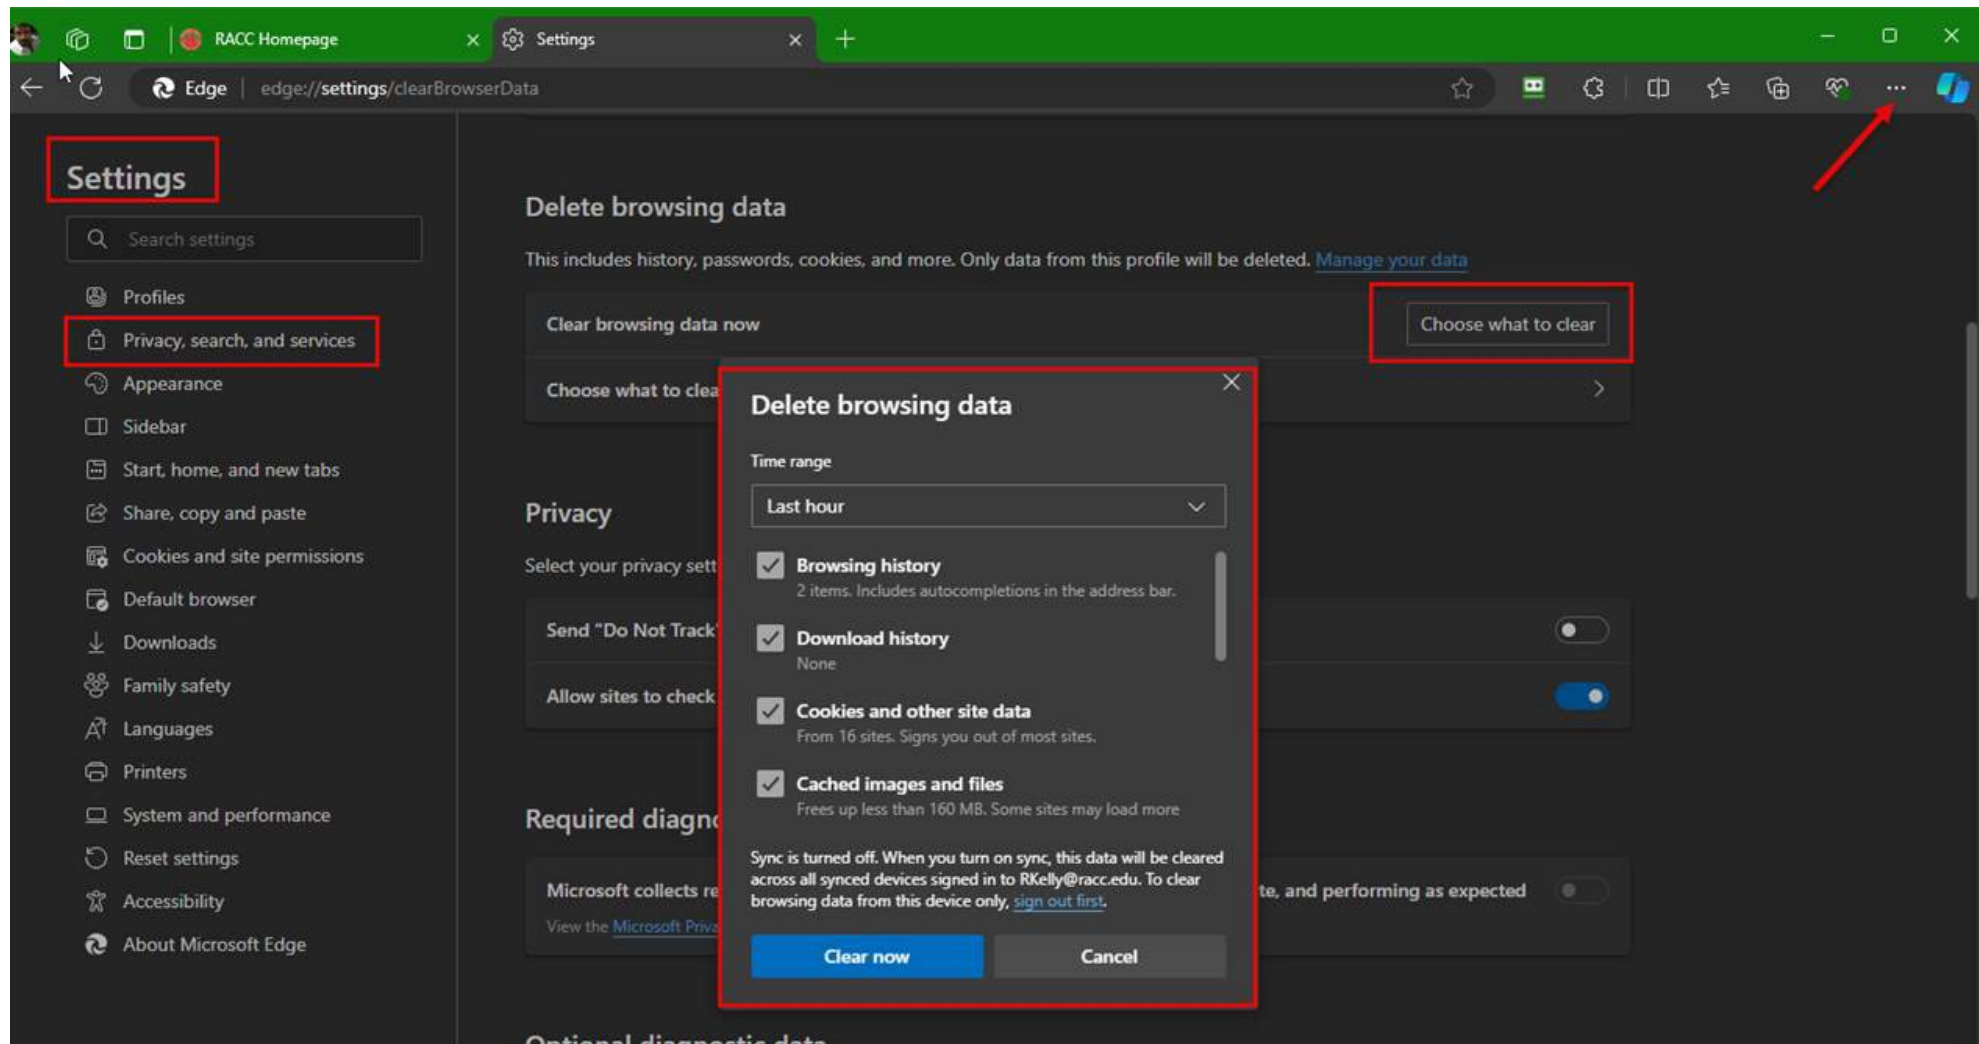 RACC Homepage
Settings
Edge
edge://settings/clearBrowserData
Settings
Search settings
Profiles
Privacy, search, and services
Appearance
Sidebar
Start, home, and new tabs
Share, copy and paste
Cookies and site permissions
Default browser
Downloads
Family safety
Languages
Printers
System and performance
Reset settings
Accessibility
About Microsoft Edge
Delete browsing data
This includes history, passwords, cookies, and more. Only data from this profile will be deleted. Manage your data
Clear browsing data now
Choose what to clear
Choose what to clea
Privacy
Select your privacy sett
Send "Do Not Track"
Allow sites to check
Required diagno
Microsoft collects re
te, and performing as expected
View the Microsoft Priva
Optional diagnostic data
Delete browsing data
Time range
Last hour
Browsing history
2 items. Includes autocompletions in the address bar.
Download history
None
Cookies and other site data
From 16 sites. Signs you out of most sites.
Cached images and files
Frees up less than 160 MB. Some sites may load more
Sync is turned off. When you turn on sync, this data will be cleared
across all synced devices signed in to RKelly@racc.edu. To clear
browsing data from this device only, sign out first.
Clear now
Cancel